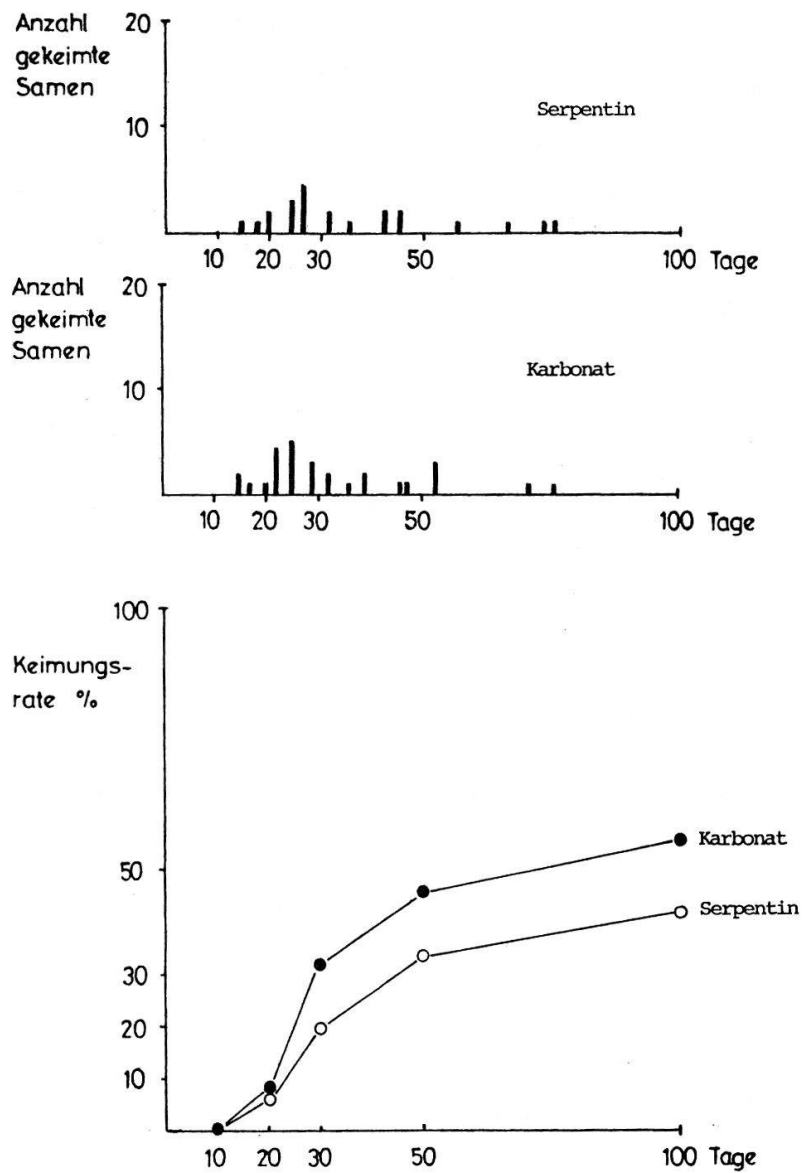 Anzahl 20
gekeimte
Samen
10
Serpentin
10 20 30 50 100 Tage
Anzahl 20
gekeimte
Samen
10
Karbonat
10 20 30 50 100 Tage
100
Keimungs-
rate %
50
30
20
10
Karbonat
Serpentin
10 20 30 50 100 Tage